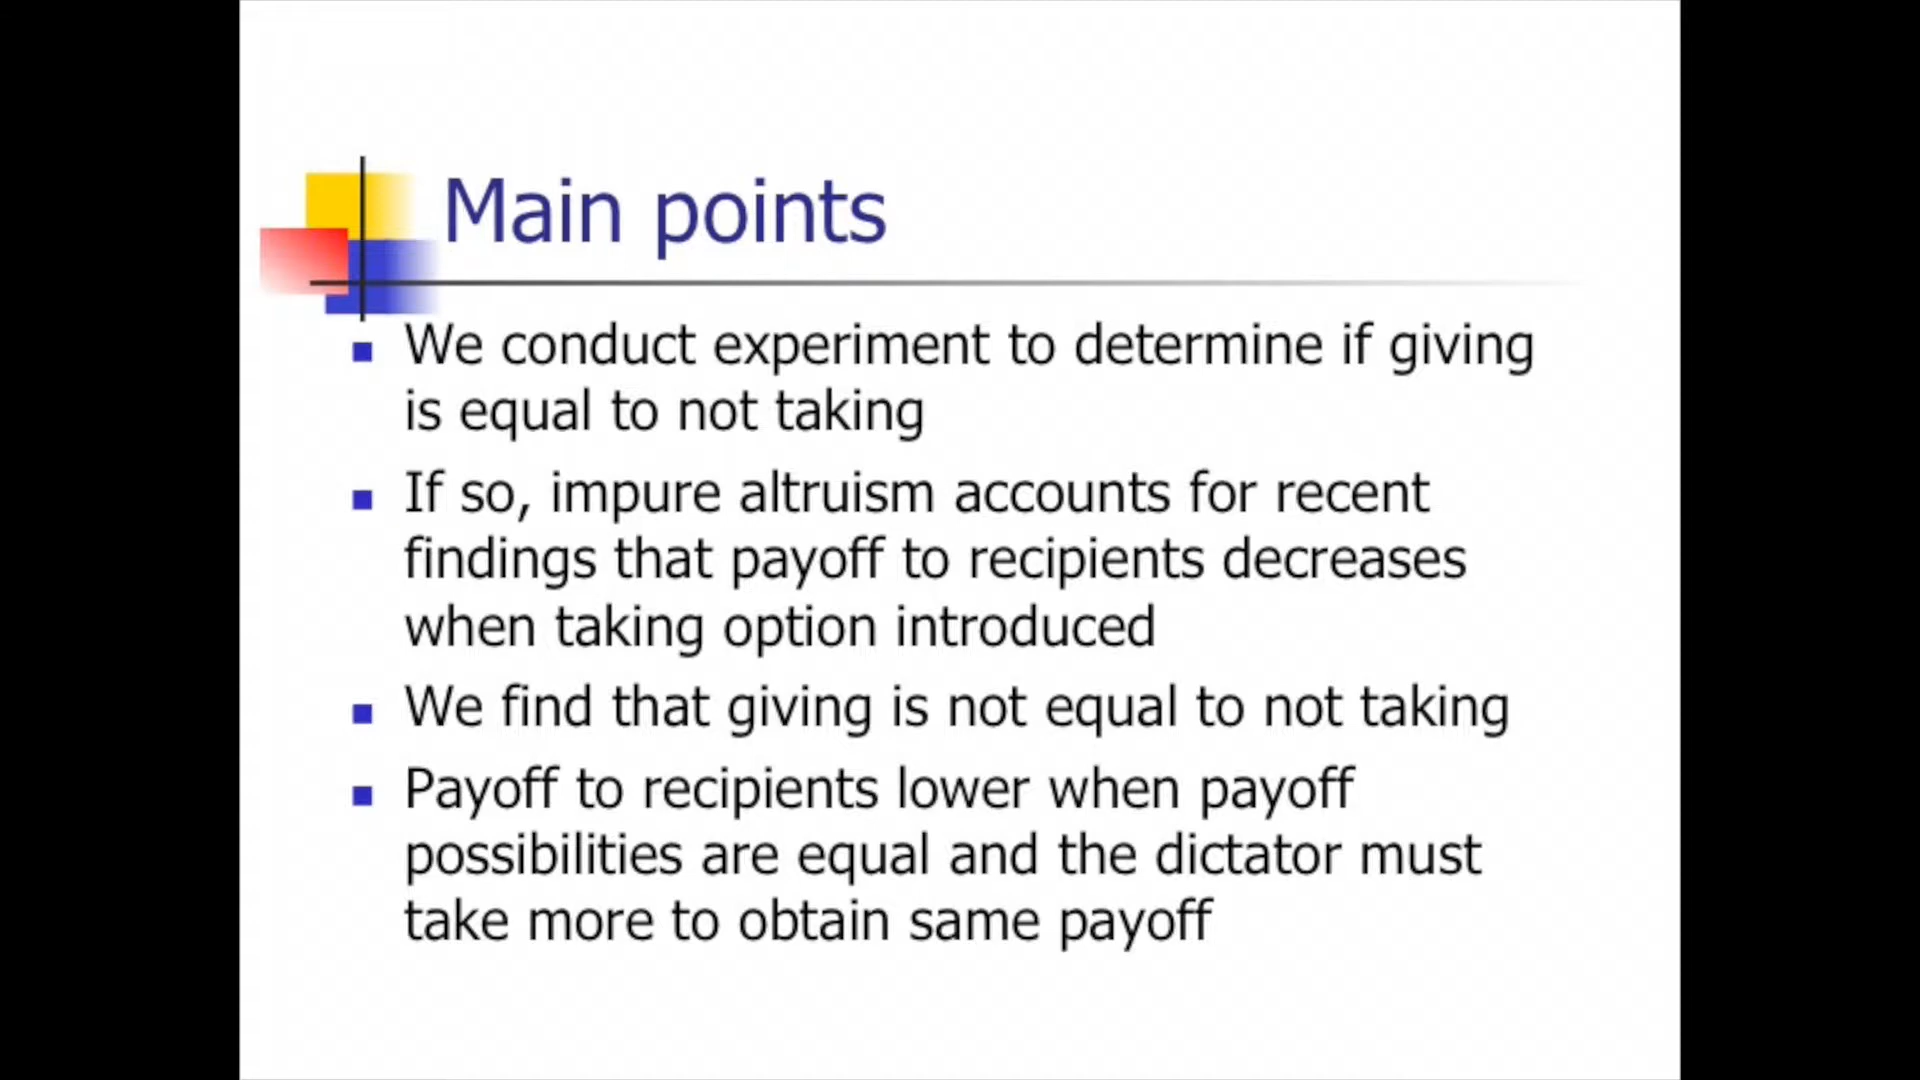 Main points
We conduct experiment to determine if giving
is equal to not taking
If so, impure altruism accounts for recent
findings that payoff to recipients decreases
when taking option introduced
We find that giving is not equal to not taking
Payoff to recipients lower when payoff
possibilities are equal and the dictator must
take more to obtain same payoff